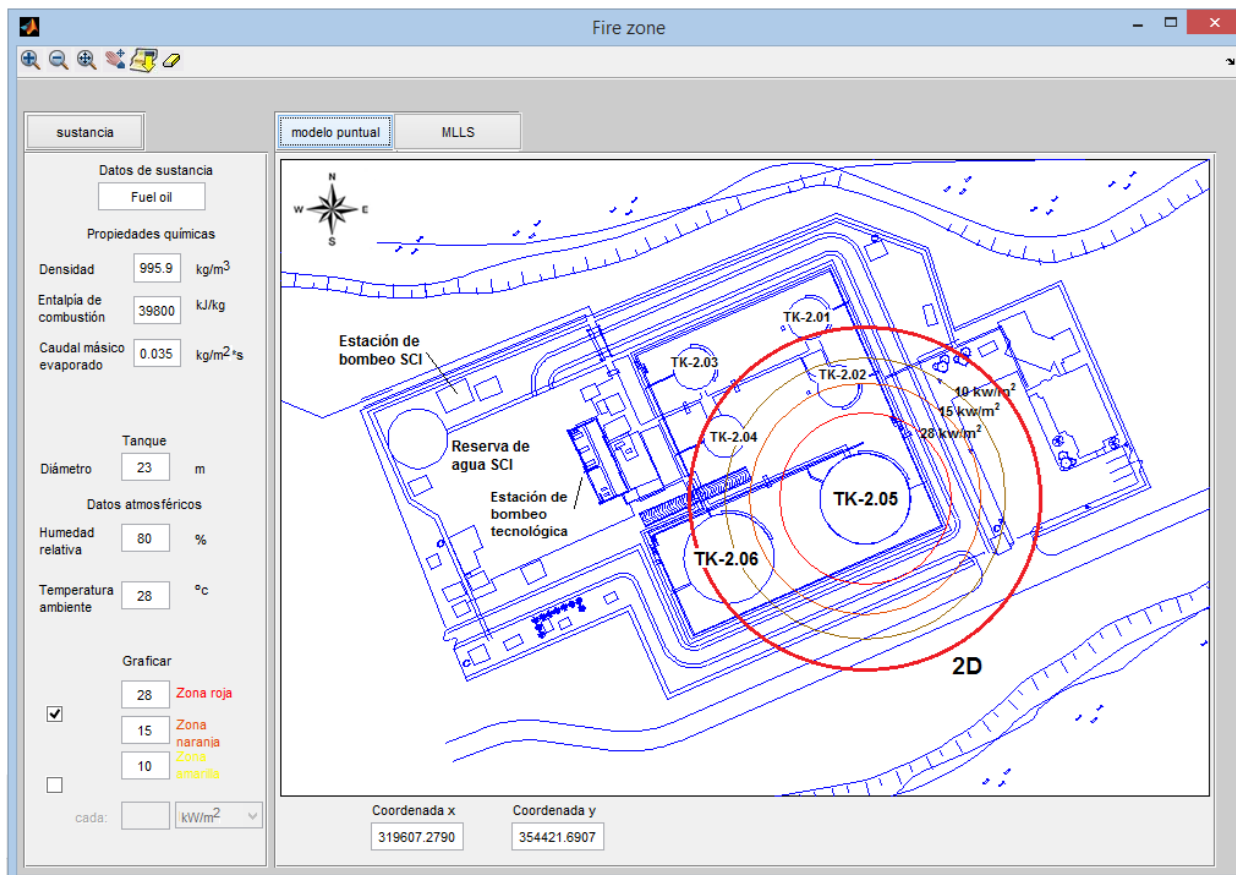 Fire zone
sustancia
Datos de sustancia
Fuel oil
Propiedades químicas
Densidad 995.9 kg/m3
Entalpía de
combustión 39800 kJ/kg
Caudal másico
evaporado 0.035 kg/m2*s
Tanque
Diámetro 23 m
Datos atmosféricos
Humedad
relativa 80 %
Temperatura
ambiente 28 ºc
Graficar
28 Zona roja
15 Zona
naranja
10 Zona
amarilla
cada: kW/m2
modelo puntual MLLS
N
W E
S
TK-2.01
Estación de
bombeo SCI
TK-2.03
TK-2.02
10 kw/m2
15 kw/m2
28 kw/m2
TK-2.04
Reserva de
agua SCI
Estación de
bombeo
tecnológica
TK-2.05
TK-2.06
2D
Coordenada x Coordenada y
319607.2790 354421.6907